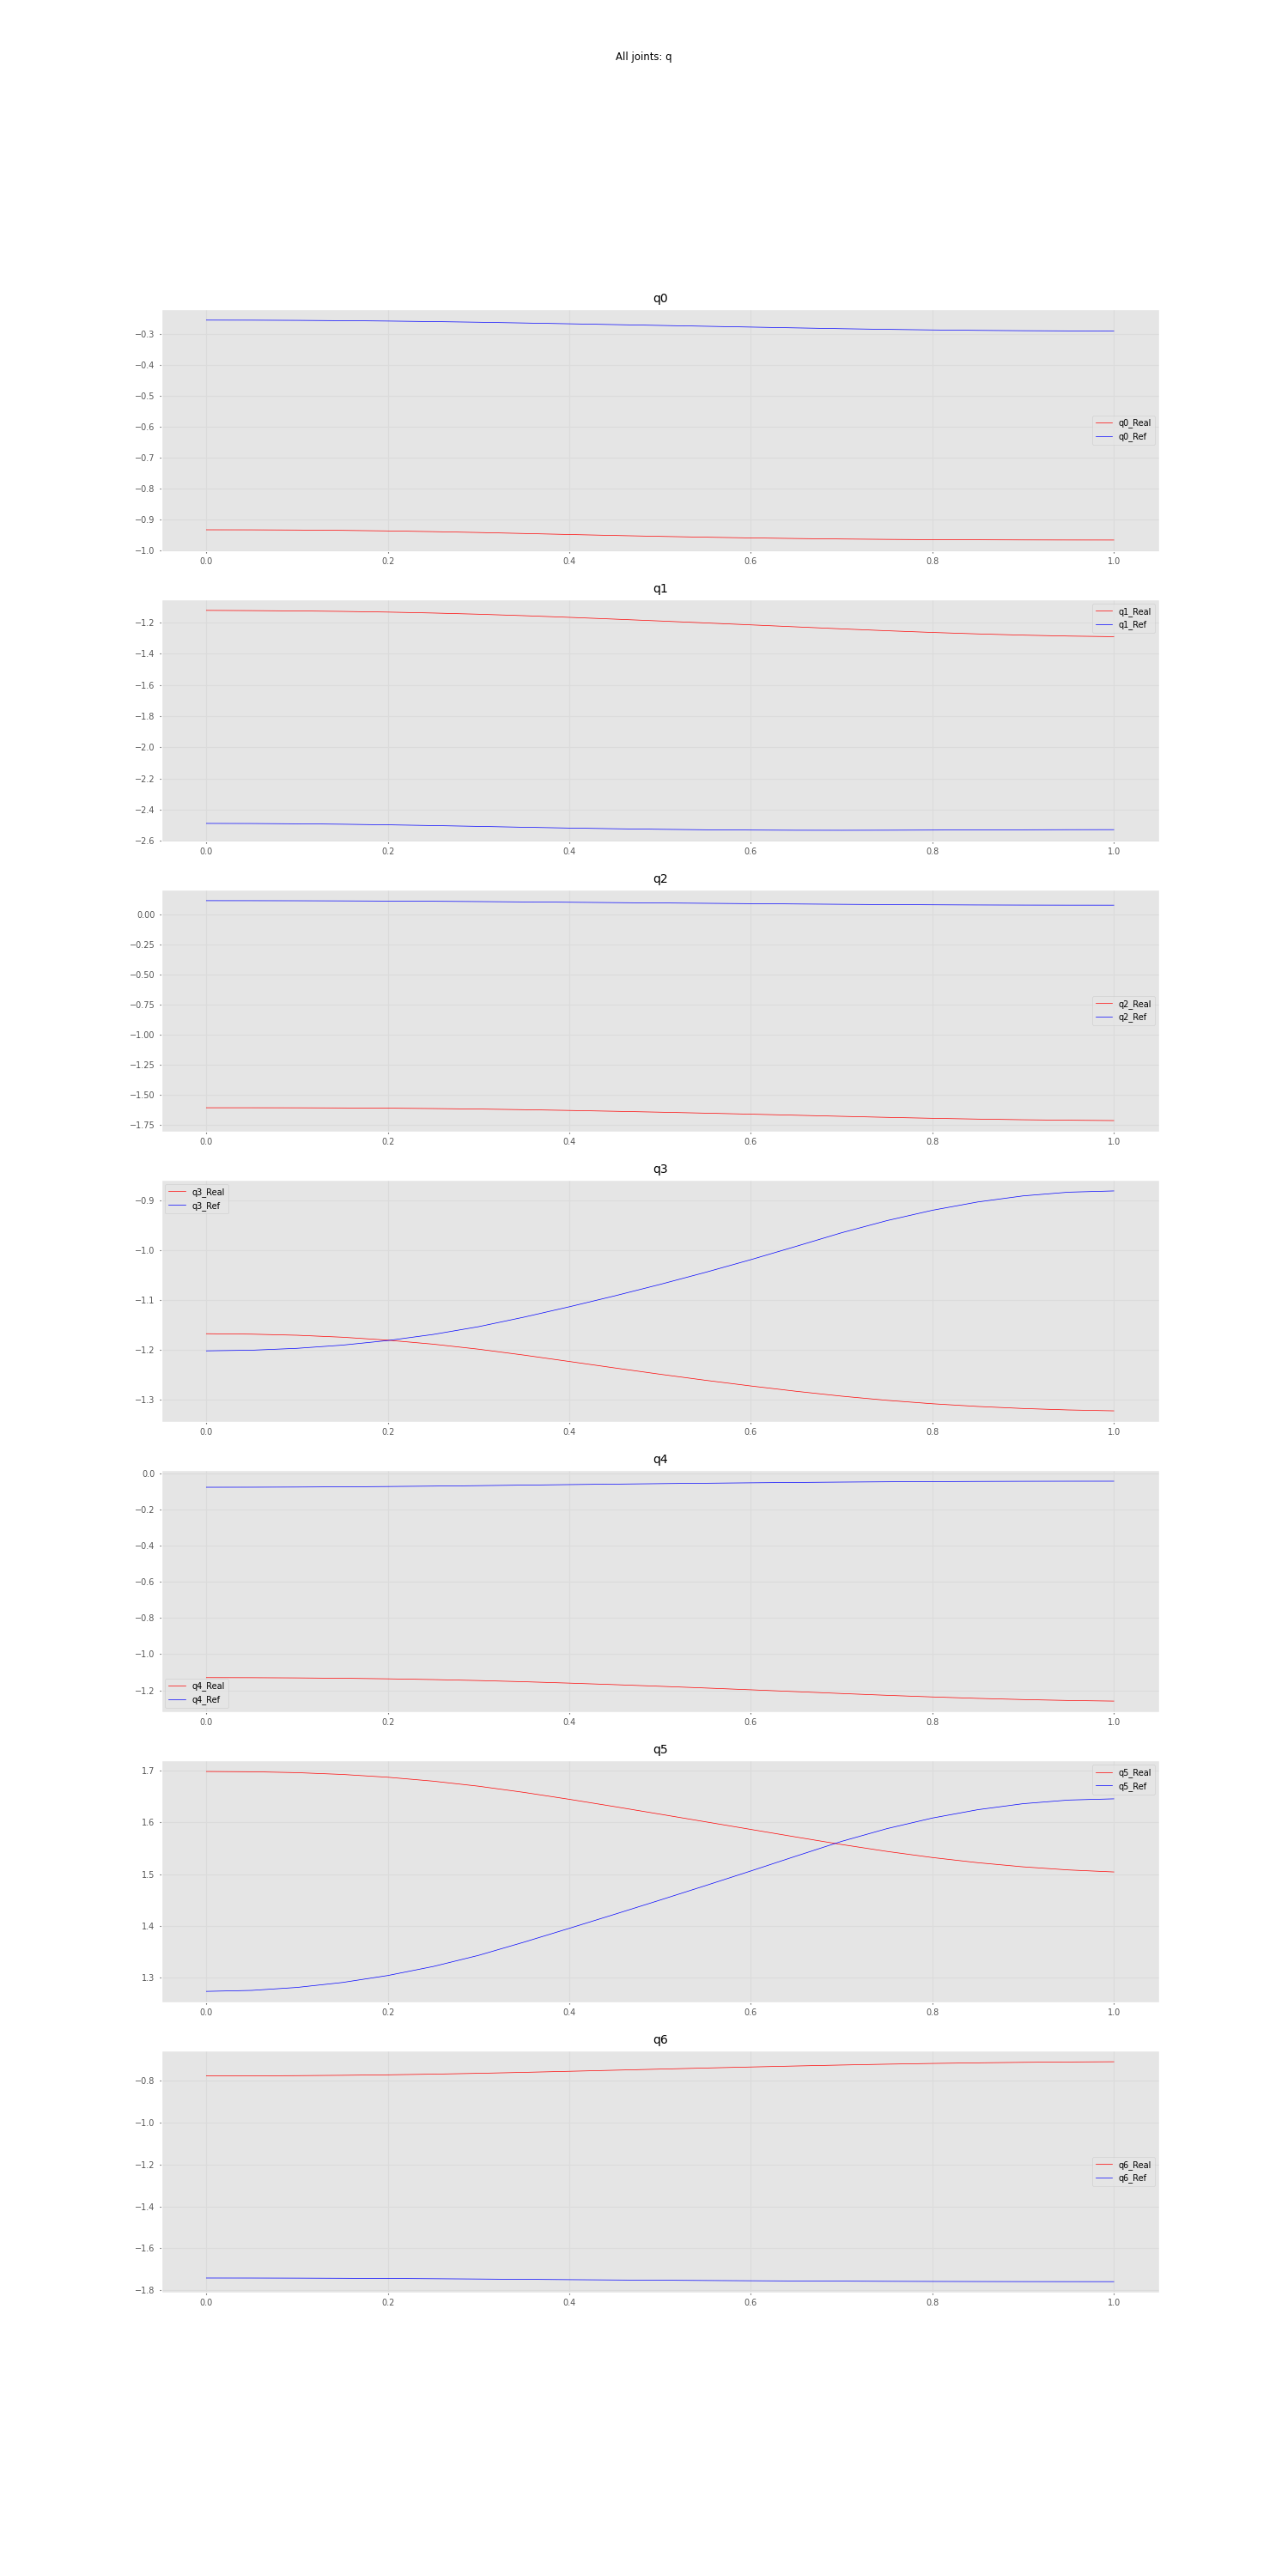 All joints: q
q0
−0.3
−0.4
−0.5
−0.6
−0.7
−0.8
−0.9
−1.0
q0_Real
q0_Ref
0.0 0.2 0.4 0.6 0.8 1.0
q1
−1.2
−1.4
−1.6
−1.8
−2.0
−2.2
−2.4
−2.6
q1_Real
q1_Ref
0.0 0.2 0.4 0.6 0.8 1.0
q2
0.00
−0.25
−0.50
−0.75
−1.00
−1.25
−1.50
−1.75
q2_Real
q2_Ref
0.0 0.2 0.4 0.6 0.8 1.0
q3
−0.9
−1.0
−1.1
−1.2
−1.3
q3_Real
q3_Ref
0.0 0.2 0.4 0.6 0.8 1.0
q4
0.0
−0.2
−0.4
−0.6
−0.8
−1.0
−1.2
q4_Real
q4_Ref
0.0 0.2 0.4 0.6 0.8 1.0
q5
1.7
1.6
1.5
1.4
1.3
q5_Real
q5_Ref
0.0 0.2 0.4 0.6 0.8 1.0
q6
−0.8
−1.0
−1.2
−1.4
−1.6
−1.8
q6_Real
q6_Ref
0.0 0.2 0.4 0.6 0.8 1.0